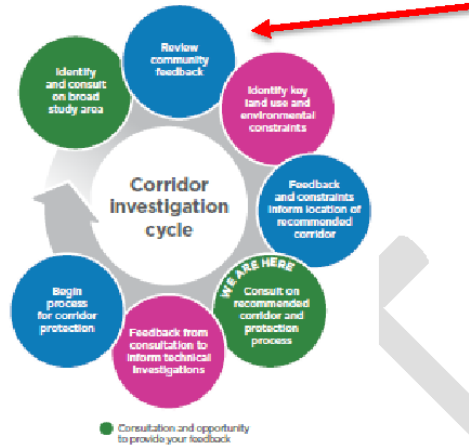 Review
community
feedback
Identify
and consult
on broad
study area
Identify key
land use and
environmental
constraints
Corridor
investigation
cycle
Feedback
and constraints
inform location of
recommended
corridor
WE ARE HERE
Consult on
recommended
corridor and
protection
process
Feedback from
consultation to
inform technical
investigations
Begin
process
for corridor
protection
Consultation and opportunity
to provide your feedback